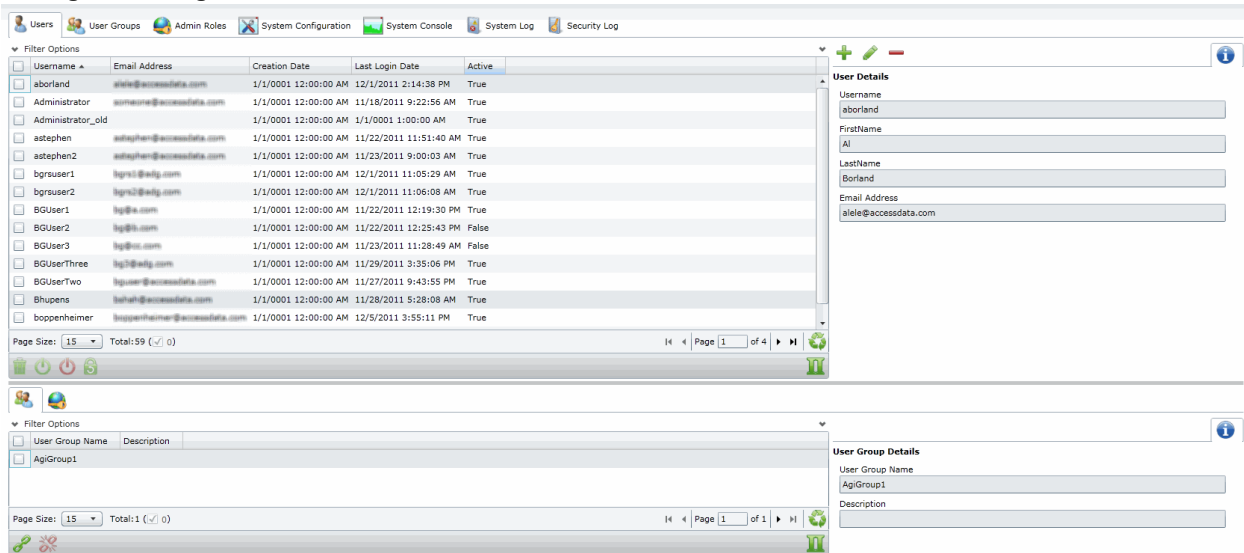 Users User Groups Admin Roles System Configuration System Console System Log Security Log
Filter Options
Username Email Address Creation Date Last Login Date Active
aborland 1/1/0001 12:00:00 AM 12/1/2011 2:14:38 PM True
Administrator 1/1/0001 12:00:00 AM 11/18/2011 9:22:56 AM True
Administrator_old 1/1/0001 12:00:00 AM 1/1/0001 1:00:00 AM True
astephen 1/1/0001 12:00:00 AM 11/22/2011 11:51:40 AM True
astephen2 1/1/0001 12:00:00 AM 11/23/2011 9:00:03 AM True
bgrsuser1 1/1/0001 12:00:00 AM 12/1/2011 11:05:29 AM True
bgrsuser2 1/1/0001 12:00:00 AM 12/1/2011 11:06:08 AM True
BGUser1 1/1/0001 12:00:00 AM 11/22/2011 12:19:30 PM True
BGUser2 1/1/0001 12:00:00 AM 11/22/2011 12:25:43 PM False
BGUser3 1/1/0001 12:00:00 AM 11/23/2011 11:28:49 AM False
BGUserThree 1/1/0001 12:00:00 AM 11/29/2011 3:35:06 PM True
BGUserTwo 1/1/0001 12:00:00 AM 11/27/2011 9:43:55 PM True
Bhupens 1/1/0001 12:00:00 AM 11/28/2011 5:28:08 AM True
boppenheimer 1/1/0001 12:00:00 AM 12/5/2011 3:55:11 PM True
Page Size: 15 Total:59 (0) Page 1 of 4
User Details
Username
aborland
FirstName
Al
LastName
Borland
Email Address
alele@accessdata.com
Filter Options
User Group Name Description
AgiGroup1
Page Size: 15 Total:1 (0) Page 1 of 1
User Group Details
User Group Name
AgiGroup1
Description